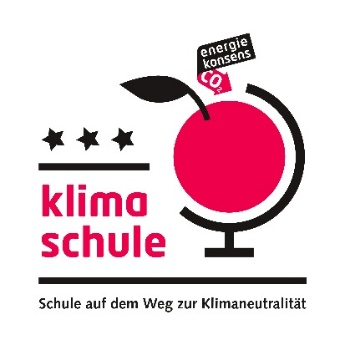 energie
konsens
CO2
klima
schule
Schule auf dem Weg zur Klimaneutralität